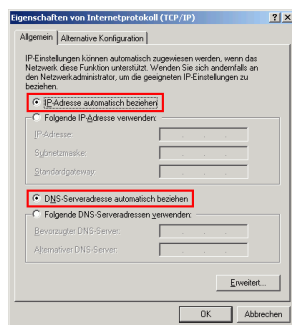 Eigenschaften von Internetprotokoll (TCP/IP)
Allgemein
Alternative Konfiguration
IP-Einstellungen können automatisch zugewiesen werden, wenn das
Netzwerk diese Funktion unterstützt. Wenden Sie sich andernfalls an
den Netzwerkadministrator, um die geeigneten IP-Einstellungen zu
beziehen.
IP-Adresse automatisch beziehen
Folgende IP-Adresse verwenden:
IP-Adresse:
Subnetzmaske:
Standardgateway:
DNS-Serveradresse automatisch beziehen
Folgende DNS-Serveradressen verwenden:
Bevorzugter DNS-Server:
Alternativer DNS-Server:
Erweitert...
OK
Abbrechen